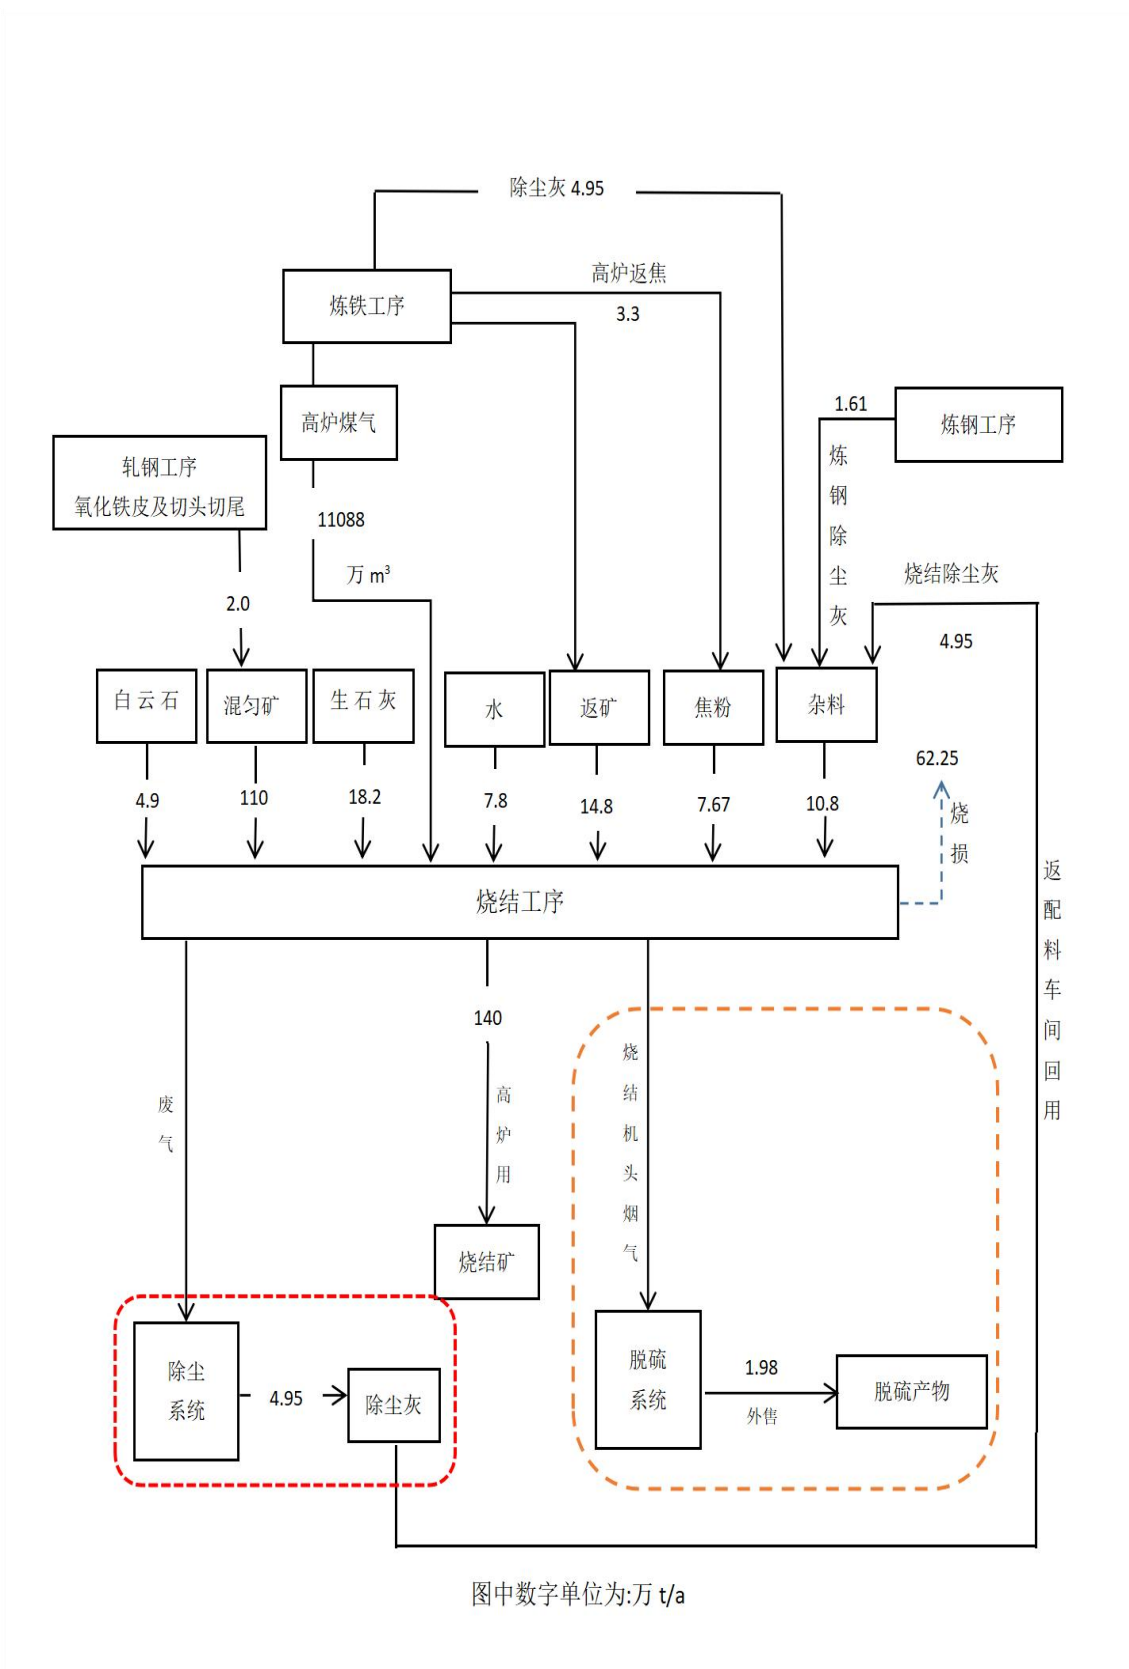 除尘灰 4.95
高炉返焦
3.3
炼铁工序
高炉煤气
1.61
炼钢工序
炼钢除尘灰
轧钢工序
氧化铁皮及切头切尾
11088
万 m³
烧结除尘灰
4.95
2.0
白 云 石
混匀矿
生 石 灰
水
返矿
焦粉
杂料
62.25
4.9
110
18.2
7.8
14.8
7.67
10.8
烧损
烧结工序
返配料车间回用
140
废气
高炉用
烧结机头烟气
烧结矿
除尘
系统
4.95
除尘灰
脱硫
系统
1.98
外售
脱硫产物
图中数字单位为:万 t/a